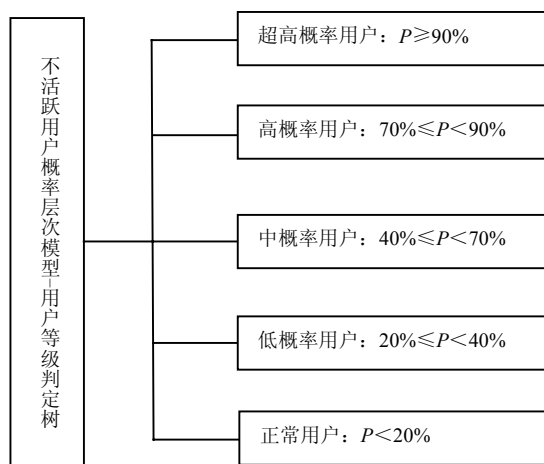 不活跃用户概率层次模型–用户等级判定树
超高概率用户：P≥90%
高概率用户：70%≤P＜90%
中概率用户：40%≤P＜70%
低概率用户：20%≤P＜40%
正常用户：P＜20%